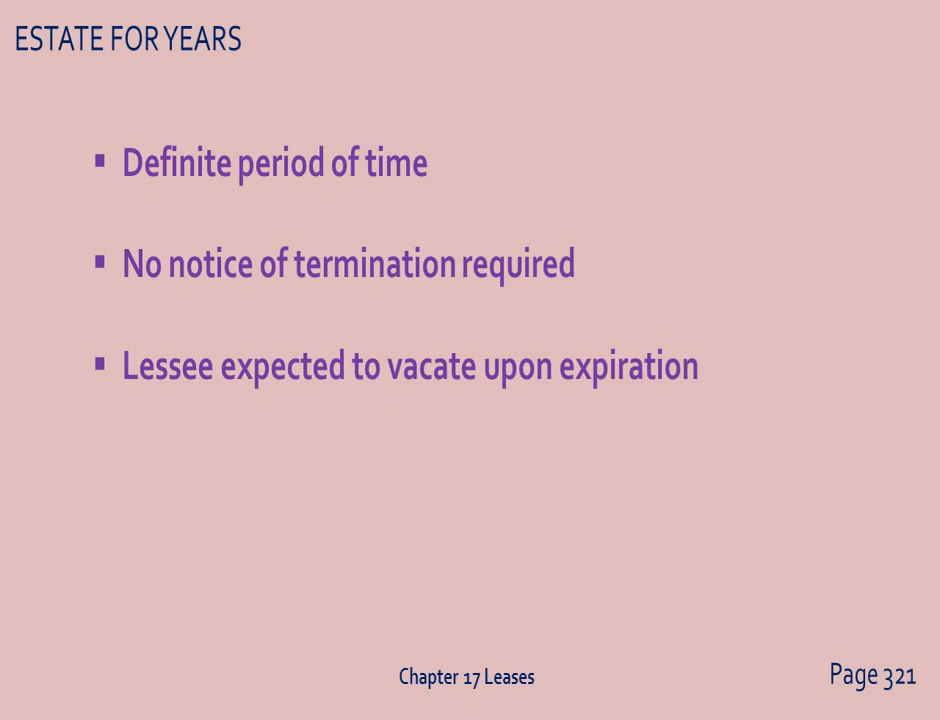 ESTATE FOR YEARS
▪ Definite period of time
▪ No notice of termination required
▪ Lessee expected to vacate upon expiration
Chapter 17 Leases
Page 321